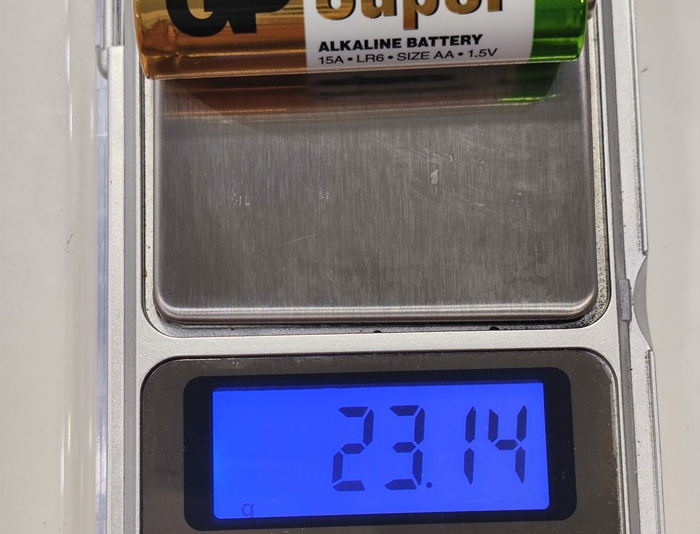 GP Super
ALKALINE BATTERY
15A • LR6 • SIZE AA • 1.5V
23.14
g